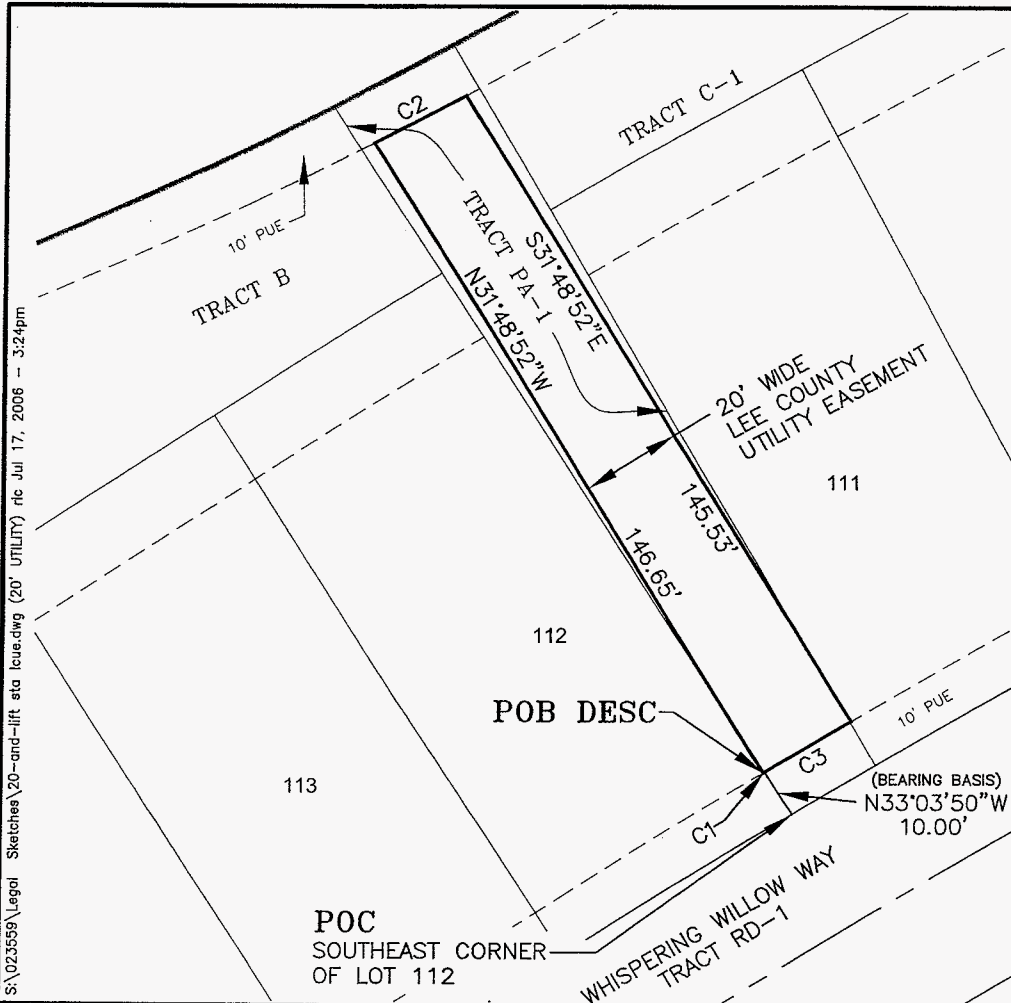 C2
TRACT C-1
10' PUE
TRACT B
TRACT PA-1
S31°48'52"E
N31°48'52"W
20' WIDE
LEE COUNTY
UTILITY EASEMENT
111
145.53'
146.65'
112
POB DESC
113
C3
10' PUE
(BEARING BASIS)
N33°03'50"W
10.00'
C1
POC
SOUTHEAST CORNER
OF LOT 112
WHISPERING WILLOW WAY
TRACT RD-1
S:\023559\Legal Sketches\20-and-lift sta lcue.dwg (20' UTILITY) rlc Jul 17, 2006 - 3:24pm